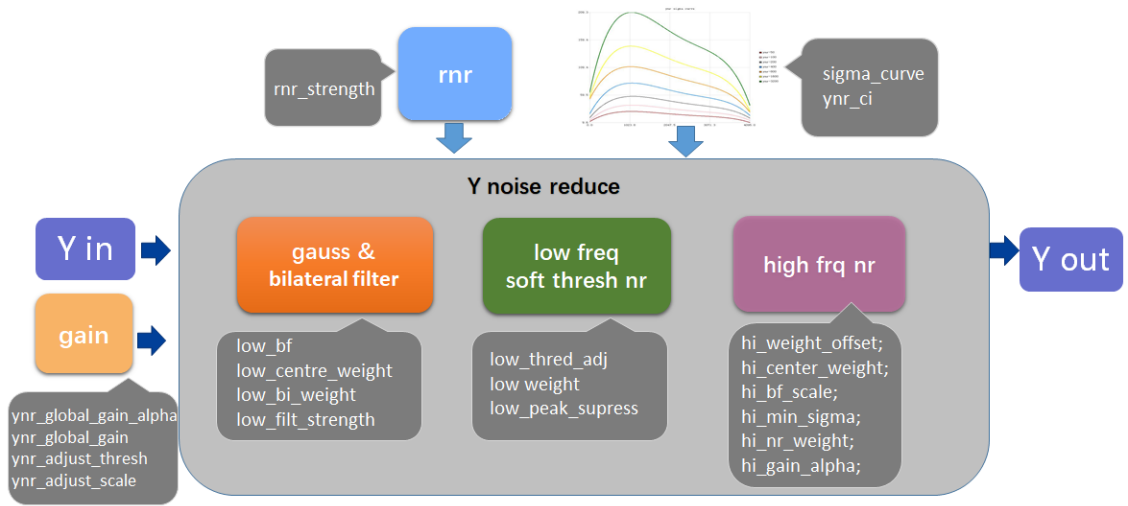 rnr_strength
rnr
sigma_curve
ynr_ci
Y noise reduce
Y in
gauss &
bilateral filter
low freq
soft thresh nr
high frq nr
Y out
gain
low_bf
low_centre_weight
low_bi_weight
low_filt_strength
low_thred_adj
low weight
low_peak_supress
hi_weight_offset;
hi_center_weight;
hi_bf_scale;
hi_min_sigma;
hi_nr_weight;
hi_gain_alpha;
ynr_global_gain_alpha
ynr_global_gain
ynr_adjust_thresh
ynr_adjust_scale